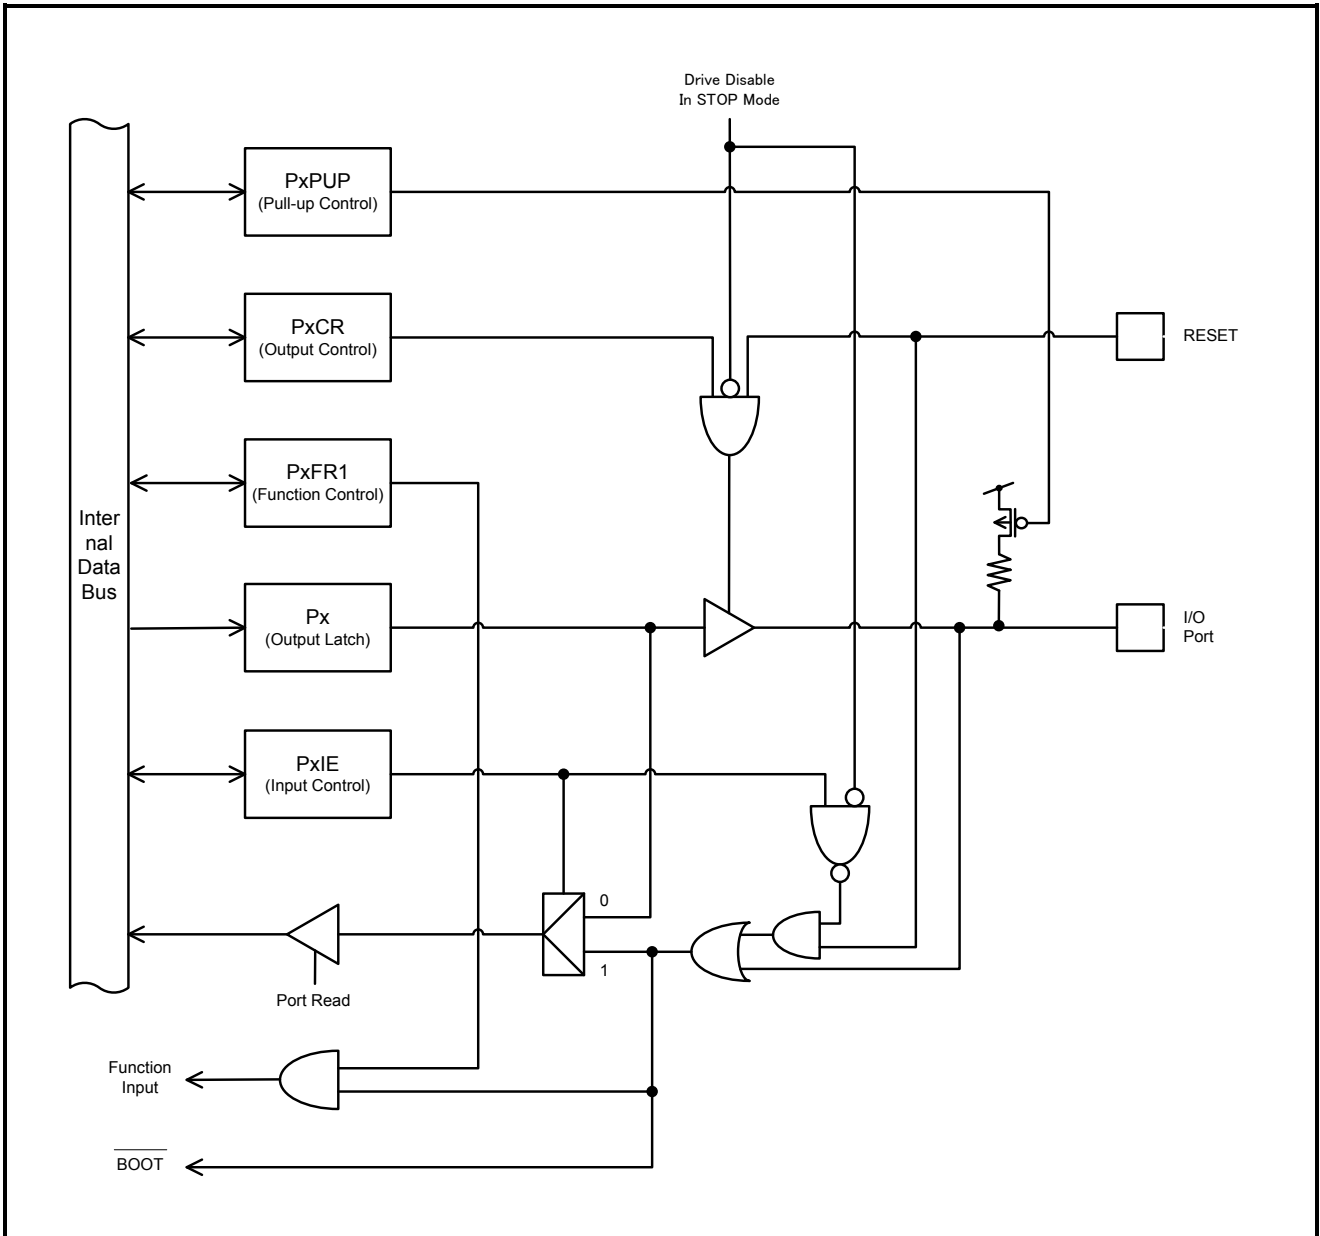 Drive Disable
In STOP Mode
PxPUP
(Pull-up Control)
PxCR
(Output Control)
RESET
PxFR1
(Function Control)
Inter
nal
Data
Bus
Px
(Output Latch)
I/O
Port
PxIE
(Input Control)
0
1
Port Read
Function
Input
BOOT